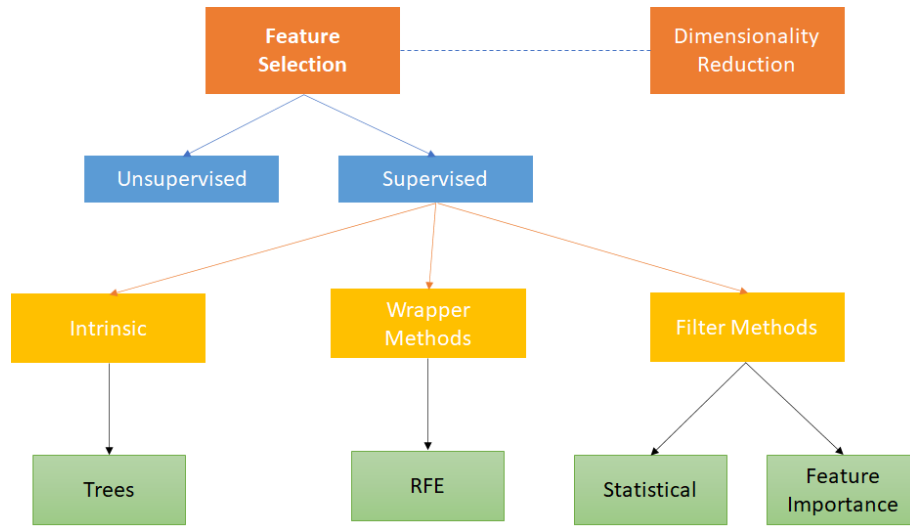 Feature
Selection
Dimensionality
Reduction
Unsupervised
Supervised
Intrinsic
Wrapper
Methods
Filter Methods
Trees
RFE
Statistical
Feature
Importance